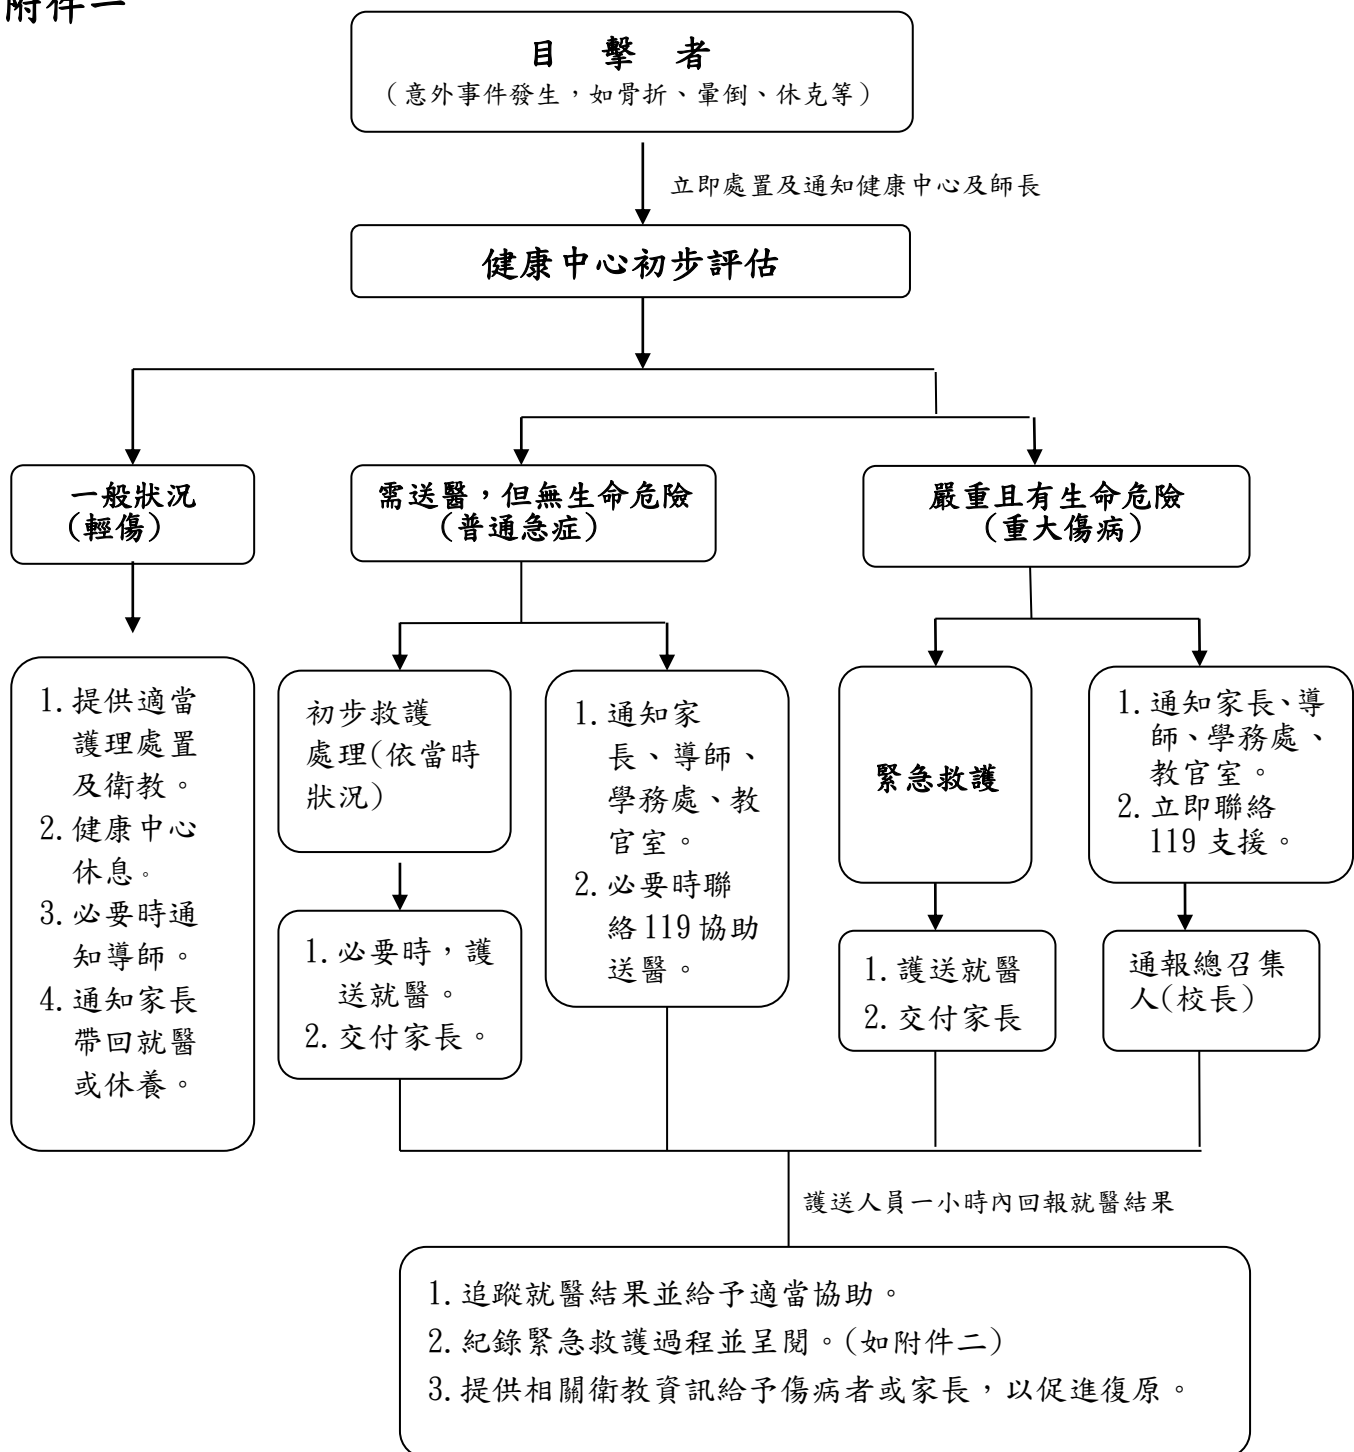 附件一
目 擊 者
（意外事件發生，如骨折、暈倒、休克等）
立即處置及通知健康中心及師長
健康中心初步評估
一般狀況
（輕傷）
需送醫，但無生命危險
（普通急症）
嚴重且有生命危險
（重大傷病）
1. 提供適當
護理處置
及衛教。
2. 健康中心
休息。
3. 必要時通
知導師。
4. 通知家長
帶回就醫
或休養。
初步救護
處理(依當時
狀況)
1. 必要時，護
送就醫。
2. 交付家長。
1. 通知家
長、導師、
學務處、教
官室。
2. 必要時聯
絡119協助
送醫。
緊急救護
1. 護送就醫
2. 交付家長
1. 通知家長、導
師、學務處、
教官室。
2. 立即聯絡
119 支援。
通報總召集
人(校長)
護送人員一小時內回報就醫結果
1. 追蹤就醫結果並給予適當協助。
2. 紀錄緊急救護過程並呈閱。(如附件二)
3. 提供相關衛教資訊給予傷病者或家長，以促進復原。